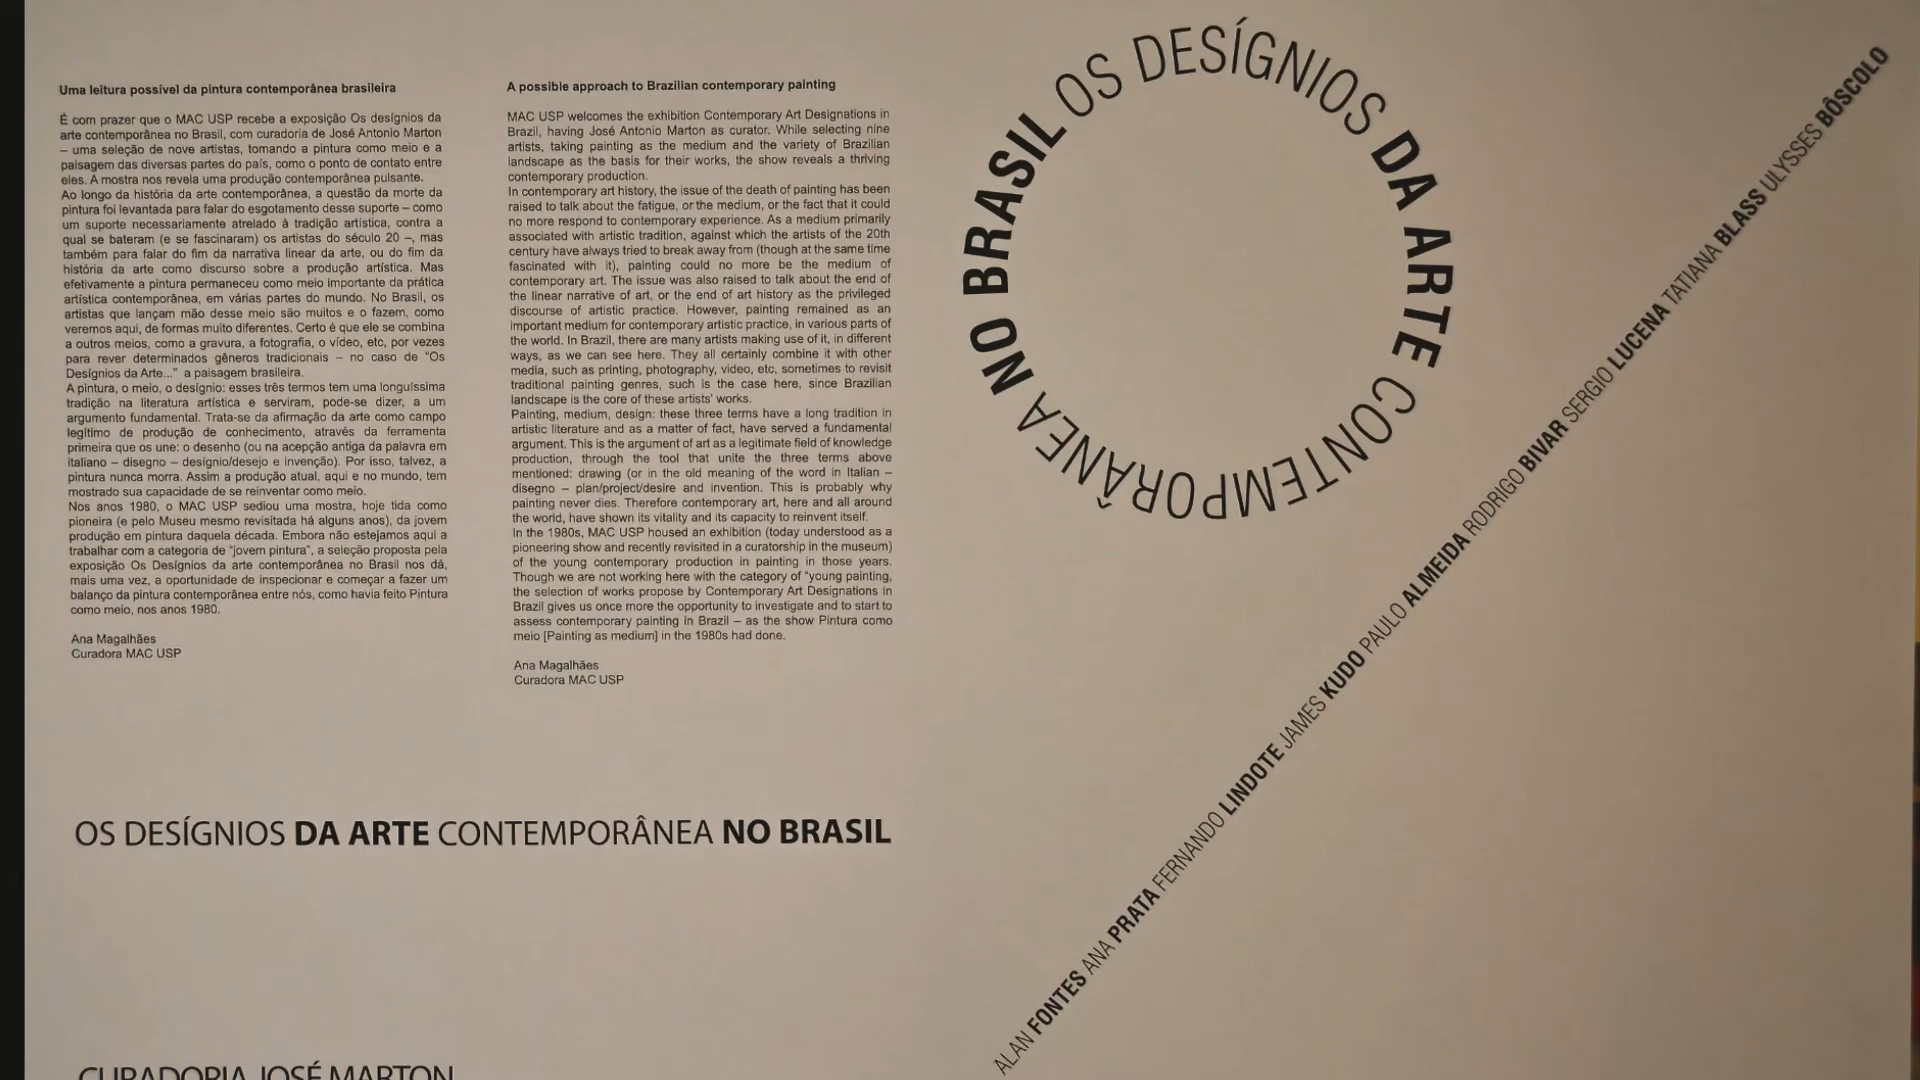 Uma leitura possível da pintura contemporânea brasileira
É com prazer que o MAC USP recebe a exposição Os desígnios da
arte contemporânea no Brasil, com curadoria de José Antonio Marton
– uma seleção de nove artistas, tomando a pintura como meio e a
paisagem das diversas partes do país, como o ponto de contato entre
eles. A mostra nos revela uma produção contemporânea pulsante.
Ao longo da história da arte contemporânea, a questão da morte da
pintura foi levantada para falar do esgotamento desse suporte – como
um suporte necessariamente atrelado à tradição artística, contra a
qual se bateram (e se fascinaram) os artistas do século 20 –, mas
também para falar do fim da narrativa linear da arte, ou do fim da
história da arte como discurso sobre a produção artística. Mas
efetivamente a pintura permaneceu como meio importante da prática
artística contemporânea, em várias partes do mundo. No Brasil, os
artistas que lançam mão desse meio são muitos e o fazem, como
veremos aqui, de formas muito diferentes. Certo é que ele se combina
a outros meios, como a gravura, a fotografia, o vídeo, etc, por vezes
para rever determinados gêneros tradicionais – no caso de "Os
Desígnios da Arte..." a paisagem brasileira.
A pintura, o meio, o desígnio: esses três termos tem uma longuíssima
tradição na literatura artística e serviram, pode-se dizer, a um
argumento fundamental. Trata-se da afirmação da arte como campo
legítimo de produção de conhecimento, através da ferramenta
primeira que os une: o desenho (ou na acepção antiga da palavra em
italiano – disegno – desígnio/desejo e invenção). Por isso, talvez, a
pintura nunca morra. Assim a produção atual, aqui e no mundo, tem
mostrado sua capacidade de se reinventar como meio.
Nos anos 1980, o MAC USP sediou uma mostra, hoje tida como
pioneira (e pelo Museu mesmo revisitada há alguns anos), da jovem
produção em pintura daquela década. Embora não estejamos aqui a
trabalhar com a categoria de "jovem pintura", a seleção proposta pela
exposição Os Desígnios da arte contemporânea no Brasil nos dá,
mais uma vez, a oportunidade de inspecionar e começar a fazer um
balanço da pintura contemporânea entre nós, como havia feito Pintura
como meio, nos anos 1980.
Ana Magalhães
Curadora MAC USP
A possible approach to Brazilian contemporary painting
MAC USP welcomes the exhibition Contemporary Art Designations in
Brazil, having José Antonio Marton as curator. While selecting nine
artists, taking painting as the medium and the variety of Brazilian
landscape as the basis for their works, the show reveals a thriving
contemporary production.
In contemporary art history, the issue of the death of painting has been
raised to talk about the fatigue, or the medium, or the fact that it could
no more respond to contemporary experience. As a medium primarily
associated with artistic tradition, against which the artists of the 20th
century have always tried to break away from (though at the same time
fascinated with it), painting could no more be the medium of
contemporary art. The issue was also raised to talk about the end of
the linear narrative of art, or the end of art history as the privileged
discourse of artistic practice. However, painting remained as an
important medium for contemporary artistic practice, in various parts of
the world. In Brazil, there are many artists making use of it, in different
ways, as we can see here. They all certainly combine it with other
media, such as printing, photography, video, etc, sometimes to revisit
traditional painting genres, such is the case here, since Brazilian
landscape is the core of these artists' works.
Painting, medium, design: these three terms have a long tradition in
artistic literature and as a matter of fact, have served a fundamental
argument. This is the argument of art as a legitimate field of knowledge
production, through the tool that unite the three terms above
mentioned: drawing (or in the old meaning of the word in Italian –
disegno – plan/project/desire and invention. This is probably why
painting never dies. Therefore contemporary art, here and all around
the world, have shown its vitality and its capacity to reinvent itself.
In the 1980s, MAC USP housed an exhibition (today understood as a
pioneering show and recently revisited in a curatorship in the museum)
of the young contemporary production in painting in those years.
Though we are not working here with the category of "young painting,
the selection of works propose by Contemporary Art Designations in
Brazil gives us once more the opportunity to investigate and to start to
assess contemporary painting in Brazil – as the show Pintura como
meio [Painting as medium] in the 1980s had done.
Ana Magalhães
Curadora MAC USP
OS DESÍGNIOS DA ARTE CONTEMPORÂNEA NO BRASIL
CURADORIA JOSÉ MARTON
OS DESÍGNIOS DA ARTE CONTEMPORÂNEA NO BRASIL
ALAN FONTES ANA PRATA FERNANDO LINDOTE JAMES KUDO PAULO ALMEIDA RODRIGO BIVAR SERGIO LUCENA TATIANA BLASS ULYSSES BÔSCOLO